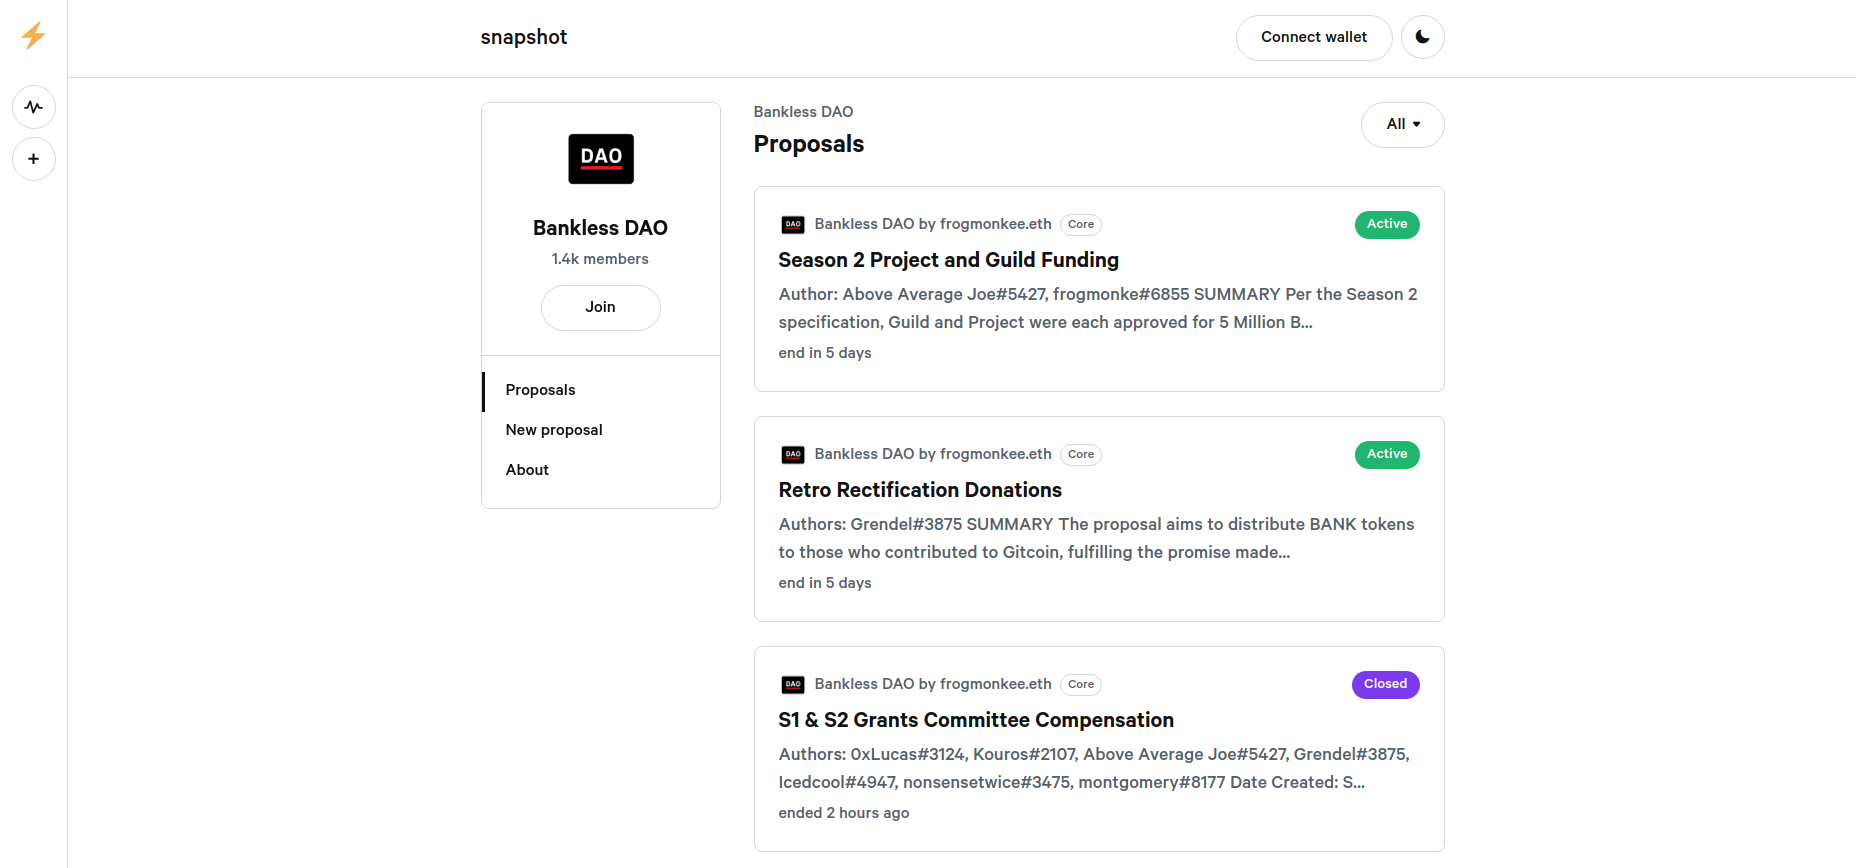 snapshot
Connect wallet
DAO
Bankless DAO
1.4k members
Join
Proposals
New proposal
About
Bankless DAO
Proposals
All
DAO Bankless DAO by frogmonkee.eth Core Active
Season 2 Project and Guild Funding
Author: Above Average Joe#5427, frogmonke#6855 SUMMARY Per the Season 2
specification, Guild and Project were each approved for 5 Million B...
end in 5 days
DAO Bankless DAO by frogmonkee.eth Core Active
Retro Rectification Donations
Authors: Grendel#3875 SUMMARY The proposal aims to distribute BANK tokens
to those who contributed to Gitcoin, fulfilling the promise made...
end in 5 days
DAO Bankless DAO by frogmonkee.eth Core Closed
S1 & S2 Grants Committee Compensation
Authors: 0xLucas#3124, Kouros#2107, Above Average Joe#5427, Grendel#3875,
Icedcool#4947, nonsensetwice#3475, montgomery#8177 Date Created: S...
ended 2 hours ago